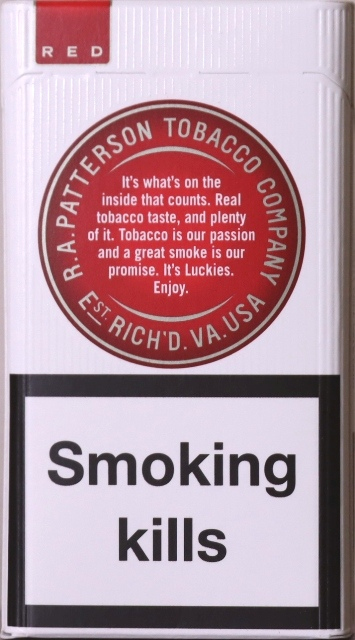 RED
R.A. PATTERSON TOBACCO COMPANY
It's what's on the
inside that counts. Real
tobacco taste, and plenty
of it. Tobacco is our passion
and a great smoke is our
promise. It's Luckies.
Enjoy.
EST. RICH'D. VA. USA
Smoking
kills